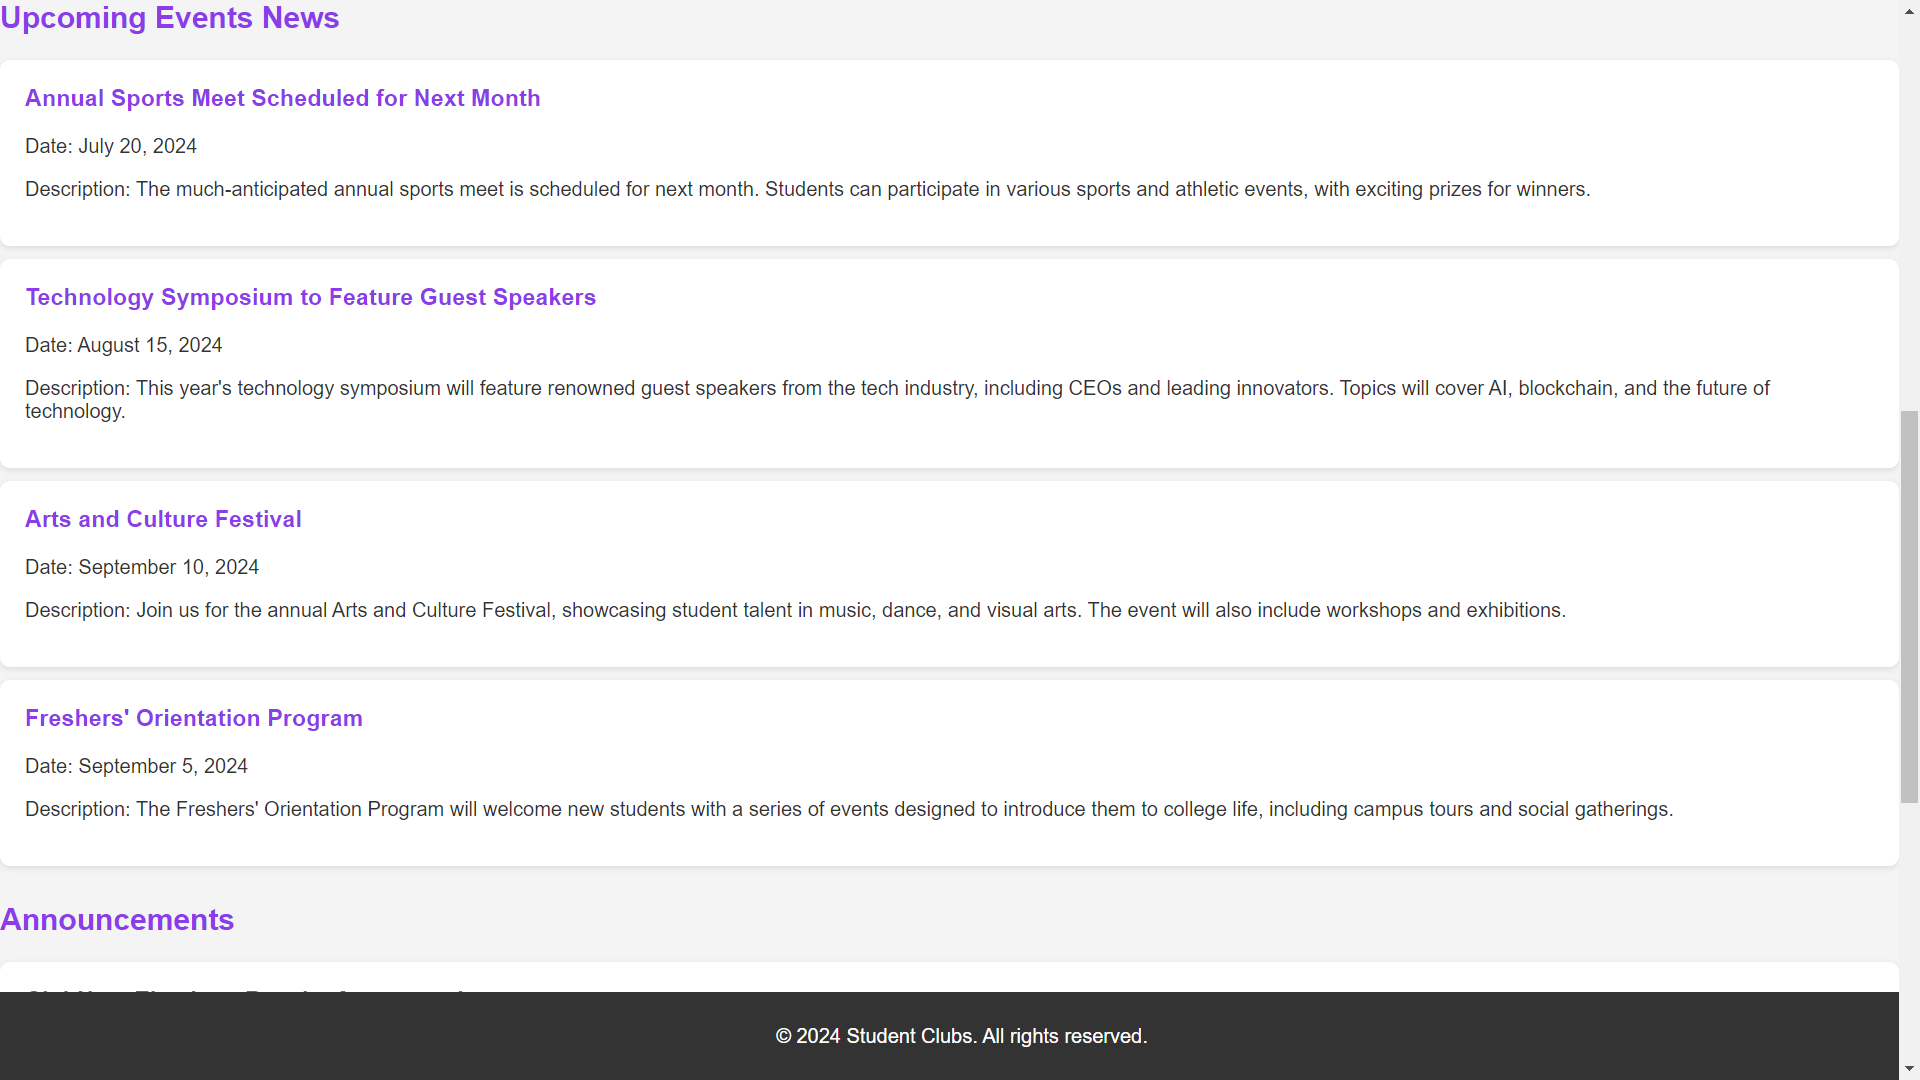 Upcoming Events News
Annual Sports Meet Scheduled for Next Month
Date: July 20, 2024
Description: The much-anticipated annual sports meet is scheduled for next month. Students can participate in various sports and athletic events, with exciting prizes for winners.
Technology Symposium to Feature Guest Speakers
Date: August 15, 2024
Description: This year's technology symposium will feature renowned guest speakers from the tech industry, including CEOs and leading innovators. Topics will cover AI, blockchain, and the future of
technology.
Arts and Culture Festival
Date: September 10, 2024
Description: Join us for the annual Arts and Culture Festival, showcasing student talent in music, dance, and visual arts. The event will also include workshops and exhibitions.
Freshers' Orientation Program
Date: September 5, 2024
Description: The Freshers' Orientation Program will welcome new students with a series of events designed to introduce them to college life, including campus tours and social gatherings.
Announcements
© 2024 Student Clubs. All rights reserved.